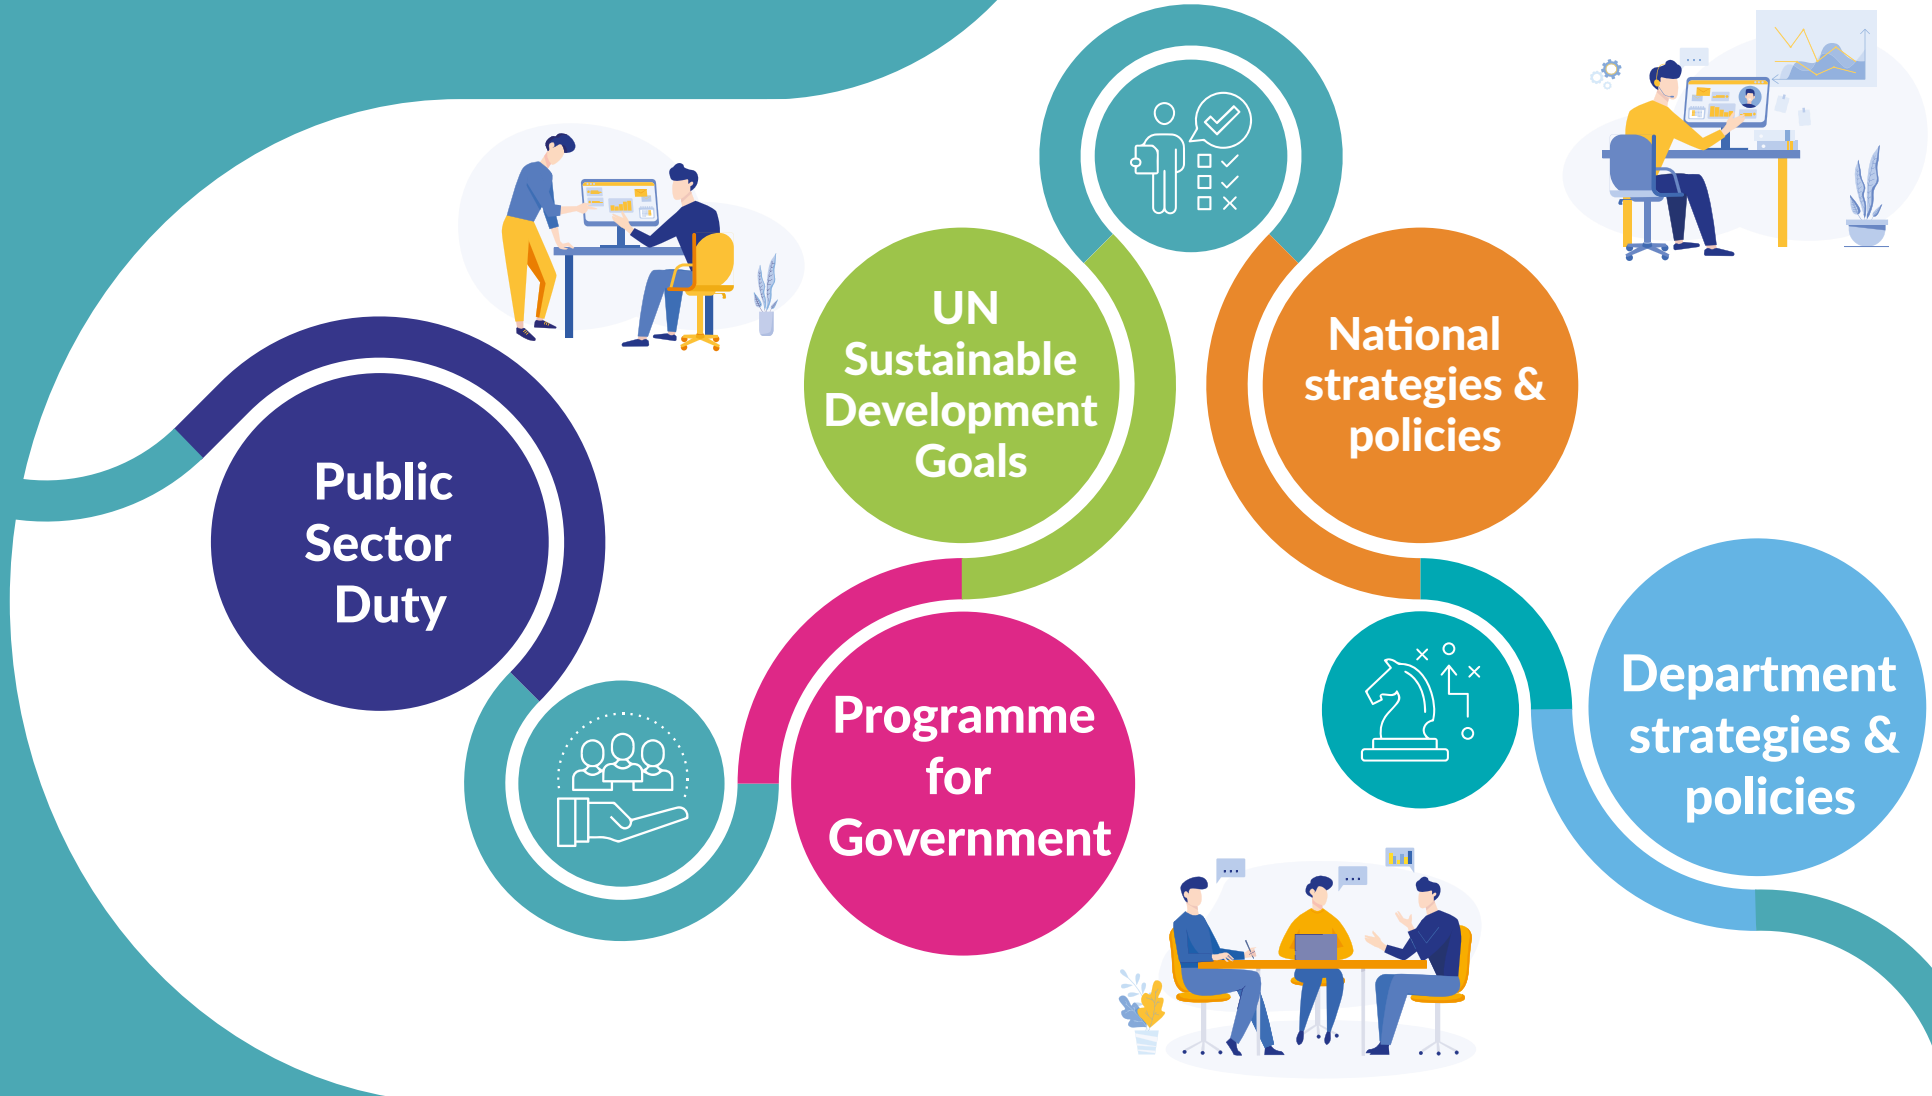 Public
Sector
Duty
Programme
for
Government
UN
Sustainable
Development
Goals
National
strategies &
policies
Department
strategies &
policies